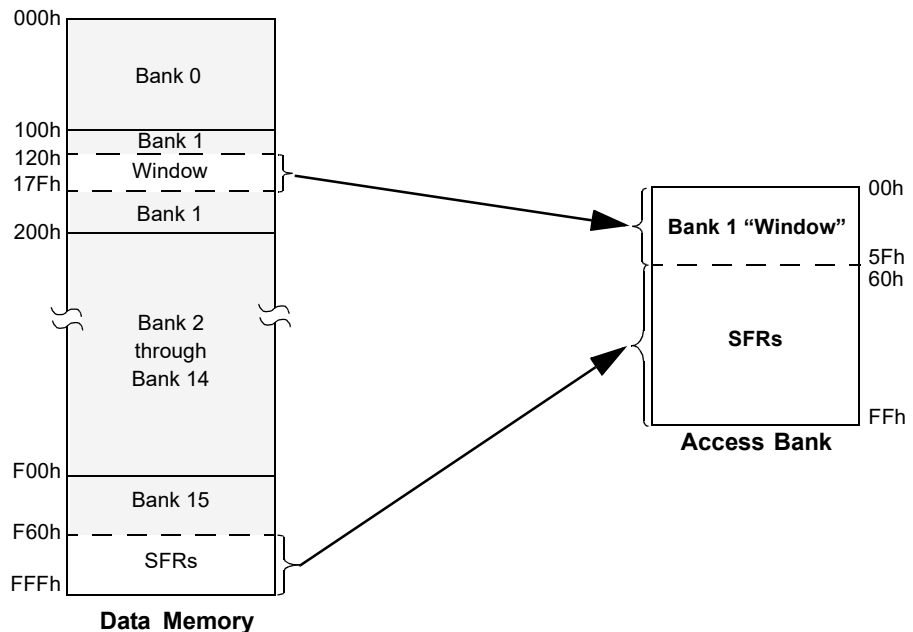 000h
Bank 0
100h
Bank 1
120h
Window
17Fh
Bank 1
200h
Bank 2
through
Bank 14
F00h
Bank 15
F60h
SFRs
FFFh
Data Memory
00h
Bank 1 “Window”
5Fh
60h
SFRs
FFh
Access Bank